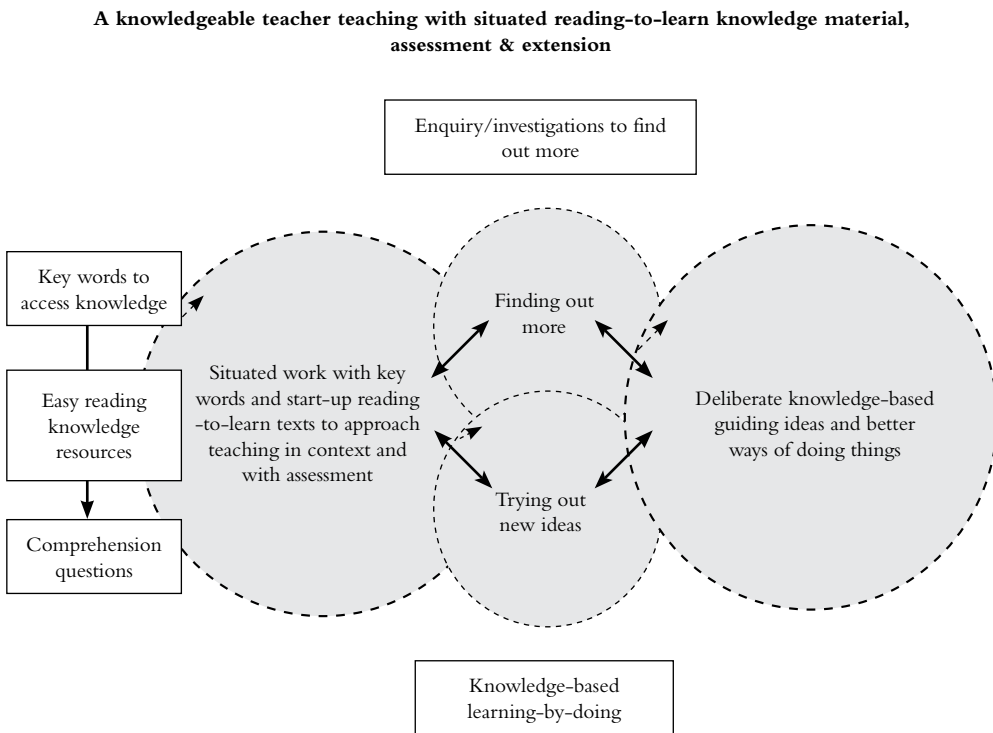 A knowledgeable teacher teaching with situated reading-to-learn knowledge material,
assessment & extension
Enquiry/investigations to find
out more
Key words to
access knowledge
Easy reading
knowledge
resources
Comprehension
questions
Situated work with key
words and start-up reading
-to-learn texts to approach
teaching in context and
with assessment
Finding out
more
Trying out
new ideas
Deliberate knowledge-based
guiding ideas and better
ways of doing things
Knowledge-based
learning-by-doing